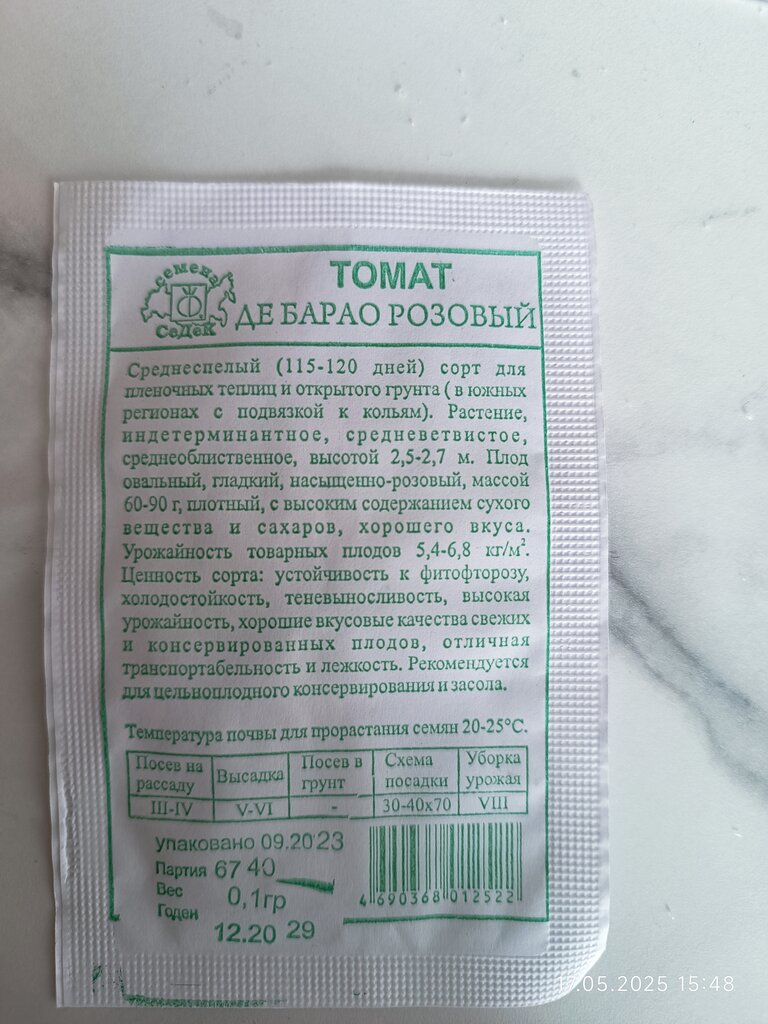 семена
СеДеК
ТОМАТ
ДЕ БАРАО РОЗОВЫЙ
Среднеспелый (115-120 дней) сорт для
пленочных теплиц и открытого грунта ( в южных
регионах с подвязкой к кольям). Растение,
индетерминантное, средневетвистое,
среднеоблиственное, высотой 2,5-2,7 м. Плод
овальный, гладкий, насыщенно-розовый, массой
60-90 г, плотный, с высоким содержанием сухого
вещества и сахаров, хорошего вкуса.
Урожайность товарных плодов 5,4-6,8 кг/м².
Ценность сорта: устойчивость к фитофторозу,
холодостойкость, теневыносливость, высокая
урожайность, хорошие вкусовые качества свежих
и консервированных плодов, отличная
транспортабельность и лежкость. Рекомендуется
для цельноплодного консервирования и засола.
Температура почвы для прорастания семян 20-25°С.
Посев на рассаду Высадка Посев в грунт Схема посадки Уборка урожая
III-IV V-VI - 30-40х70 VIII
упаковано 09.2023
Партия 67 40
Вес 0,1гр
Годен 12.20 29
4 690368 012522
17.05.2025 15:48